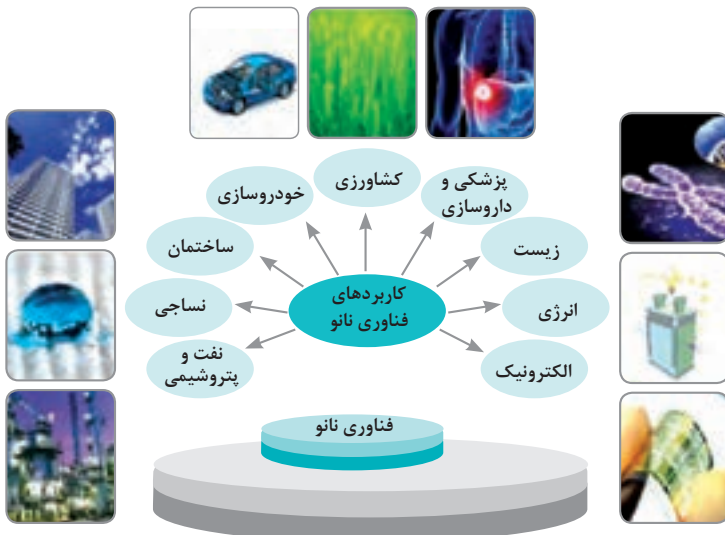 کشاورزی
پزشکی و
داروسازی
خودروسازی
زیست
ساختمان
انرژی
نساجی
الکترونیک
نفت و
پتروشیمی
کاربردهای
فناوری نانو
فناوری نانو